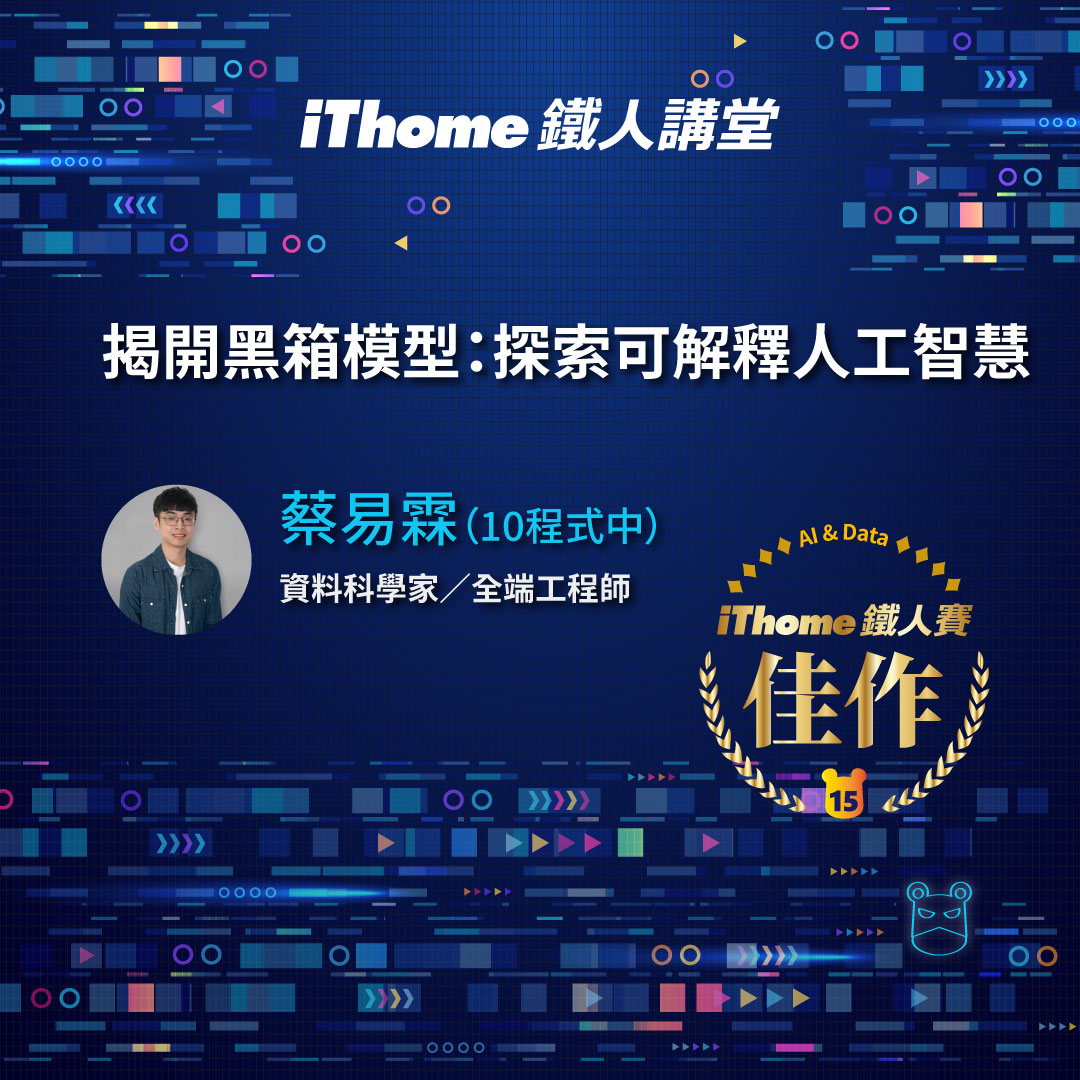 iThome 鐵人講堂
揭開黑箱模型：探索可解釋人工智慧
蔡易霖（10程式中）
資料科學家／全端工程師
AI & Data
iThome 鐵人賽
佳作
15